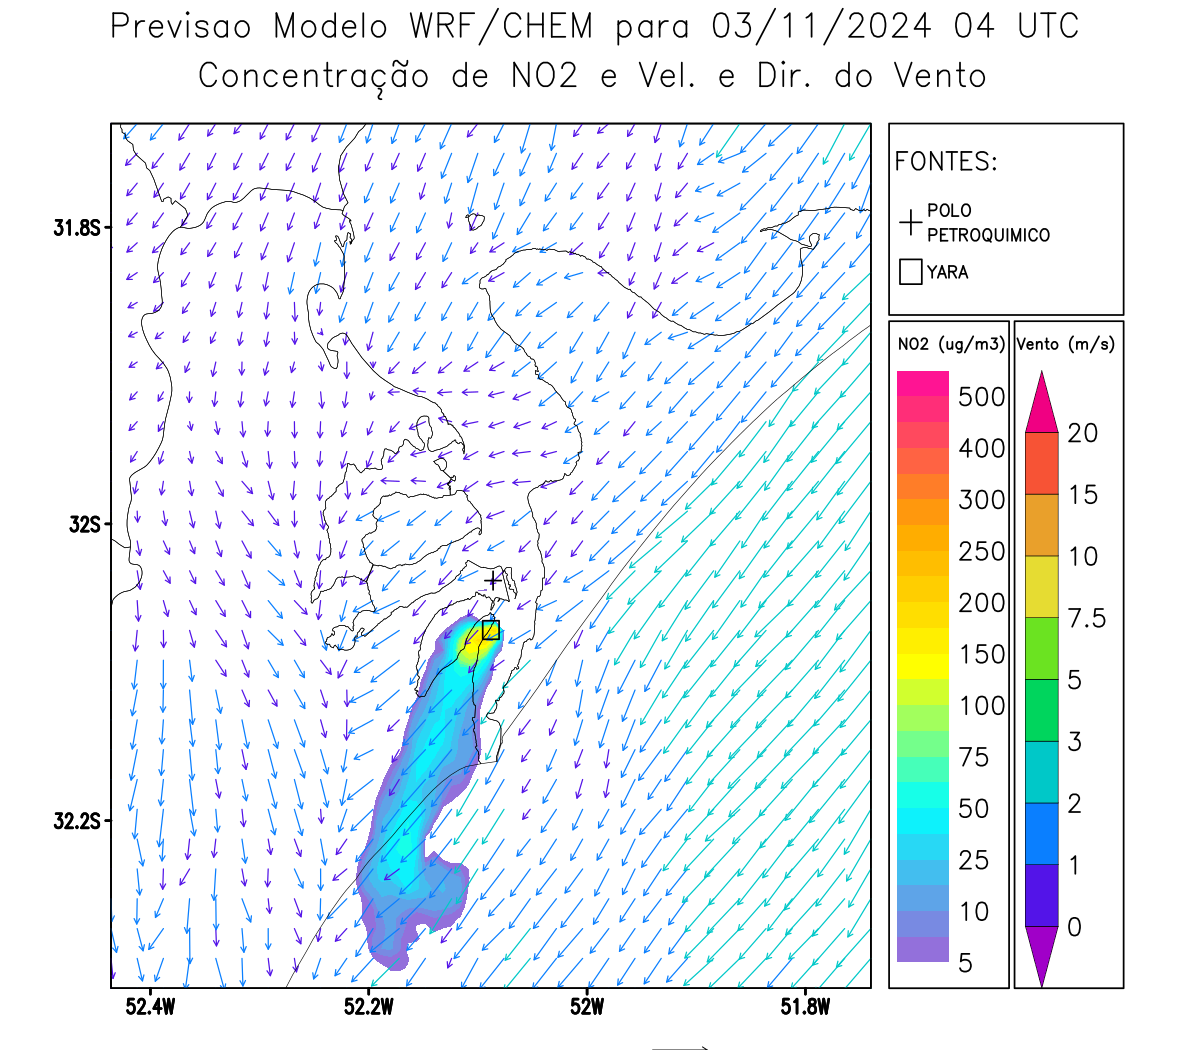 Previsao Modelo WRF/CHEM para 03/11/2024 04 UTC
Concentração de NO2 e Vel. e Dir. do Vento
FONTES:
POLO
PETROQUIMICO
YARA
NO2 (ug/m3)
500
400
300
250
200
150
100
75
50
25
10
5
Vento (m/s)
20
15
10
7.5
5
3
2
1
0
31.8S
32S
32.2S
52.4W
52.2W
52W
51.8W